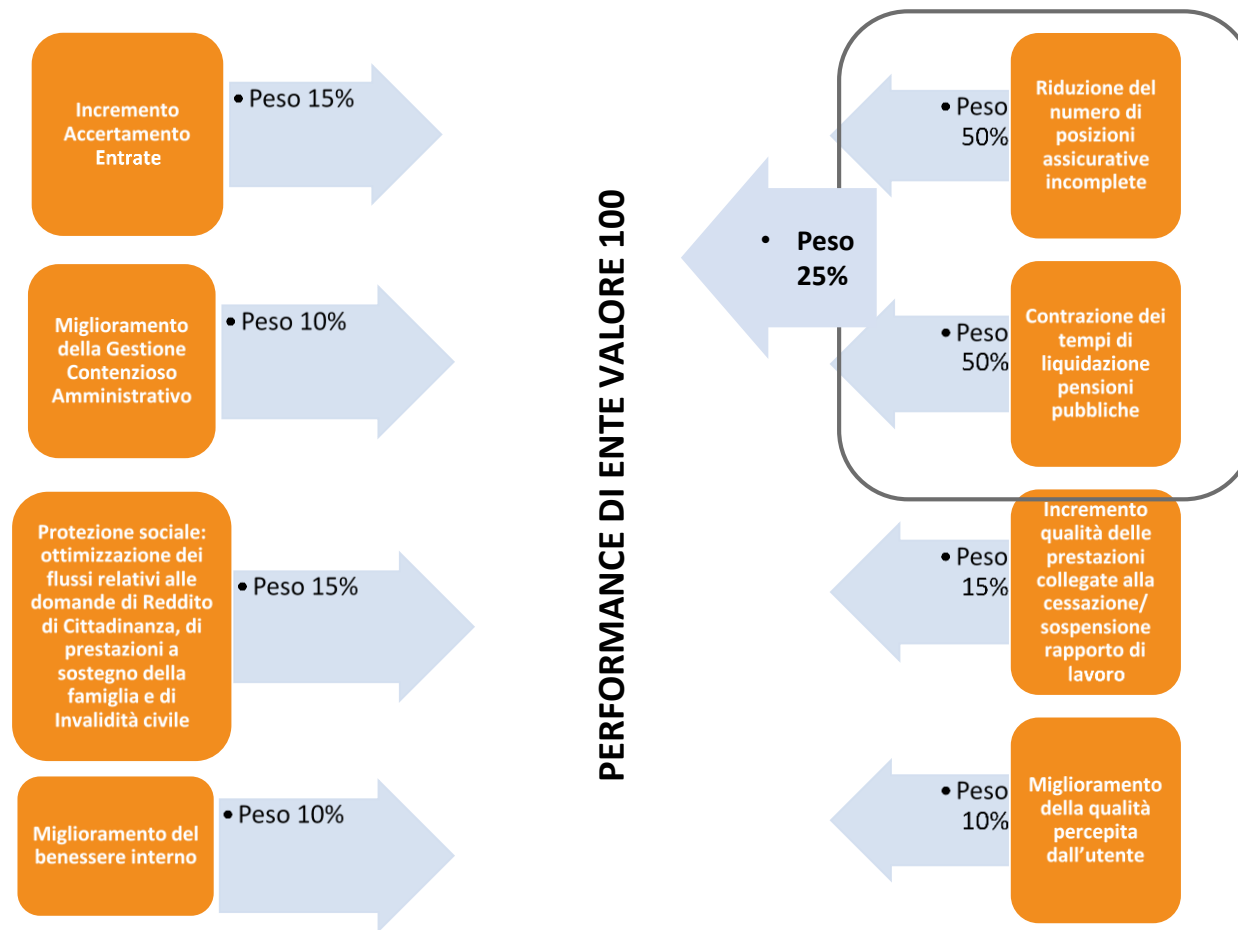 Incremento
Accertamento
Entrate
• Peso 15%
Miglioramento
della Gestione
Contenzioso
Amministrativo
• Peso 10%
Protezione sociale:
ottimizzazione dei
flussi relativi alle
domande di Reddito
di Cittadinanza, di
prestazioni a
sostegno della
famiglia e di
Invalidità civile
• Peso 15%
Miglioramento del
benessere interno
• Peso 10%
PERFORMANCE DI ENTE VALORE 100
• Peso
25%
• Peso
50%
Riduzione del
numero di
posizioni
assicurative
incomplete
• Peso
50%
Contrazione dei
tempi di
liquidazione
pensioni
pubbliche
• Peso
15%
Incremento
qualità delle
prestazioni
collegate alla
cessazione/
sospensione
rapporto di
lavoro
• Peso
10%
Miglioramento
della qualità
percepita
dall'utente